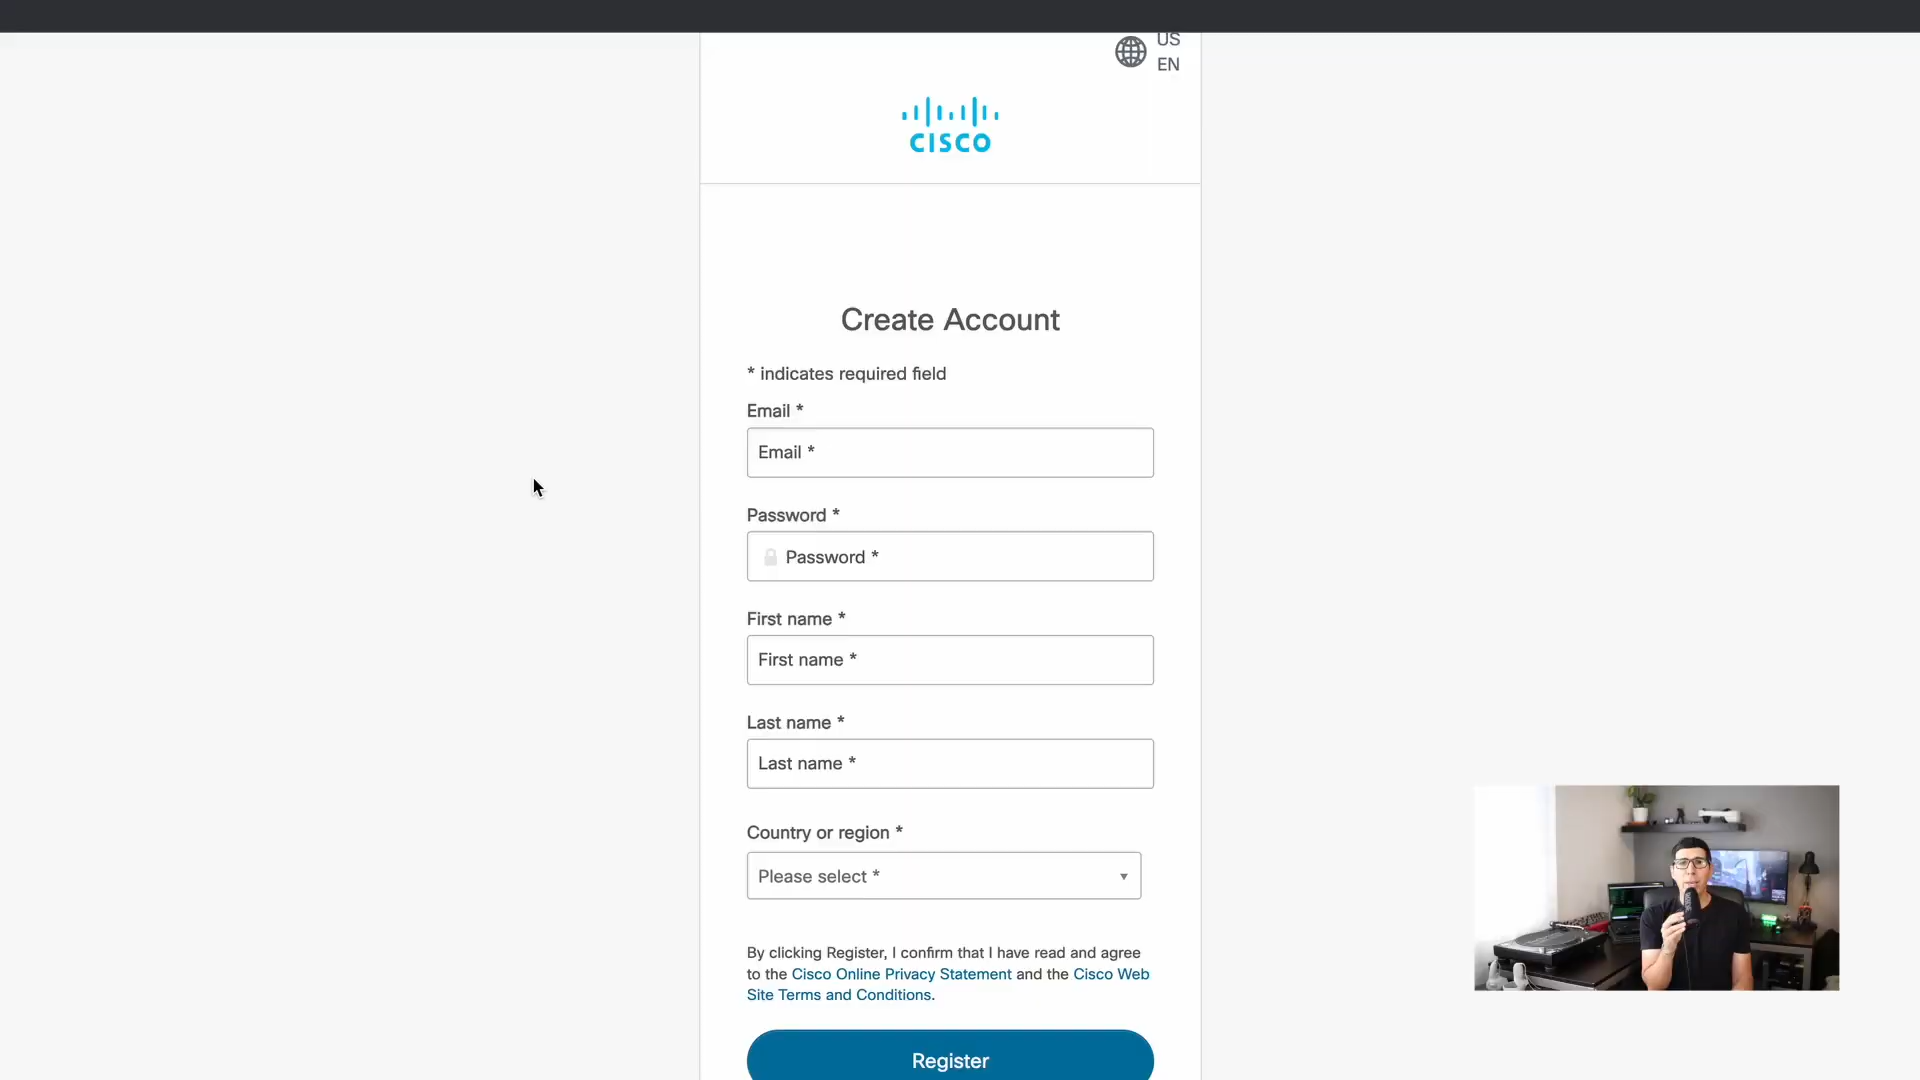 US
EN
CISCO
Create Account
* indicates required field
Email *
Email *
Password *
Password *
First name *
First name *
Last name *
Last name *
Country or region *
Please select *
By clicking Register, I confirm that I have read and agree
to the Cisco Online Privacy Statement and the Cisco Web
Site Terms and Conditions.
Register